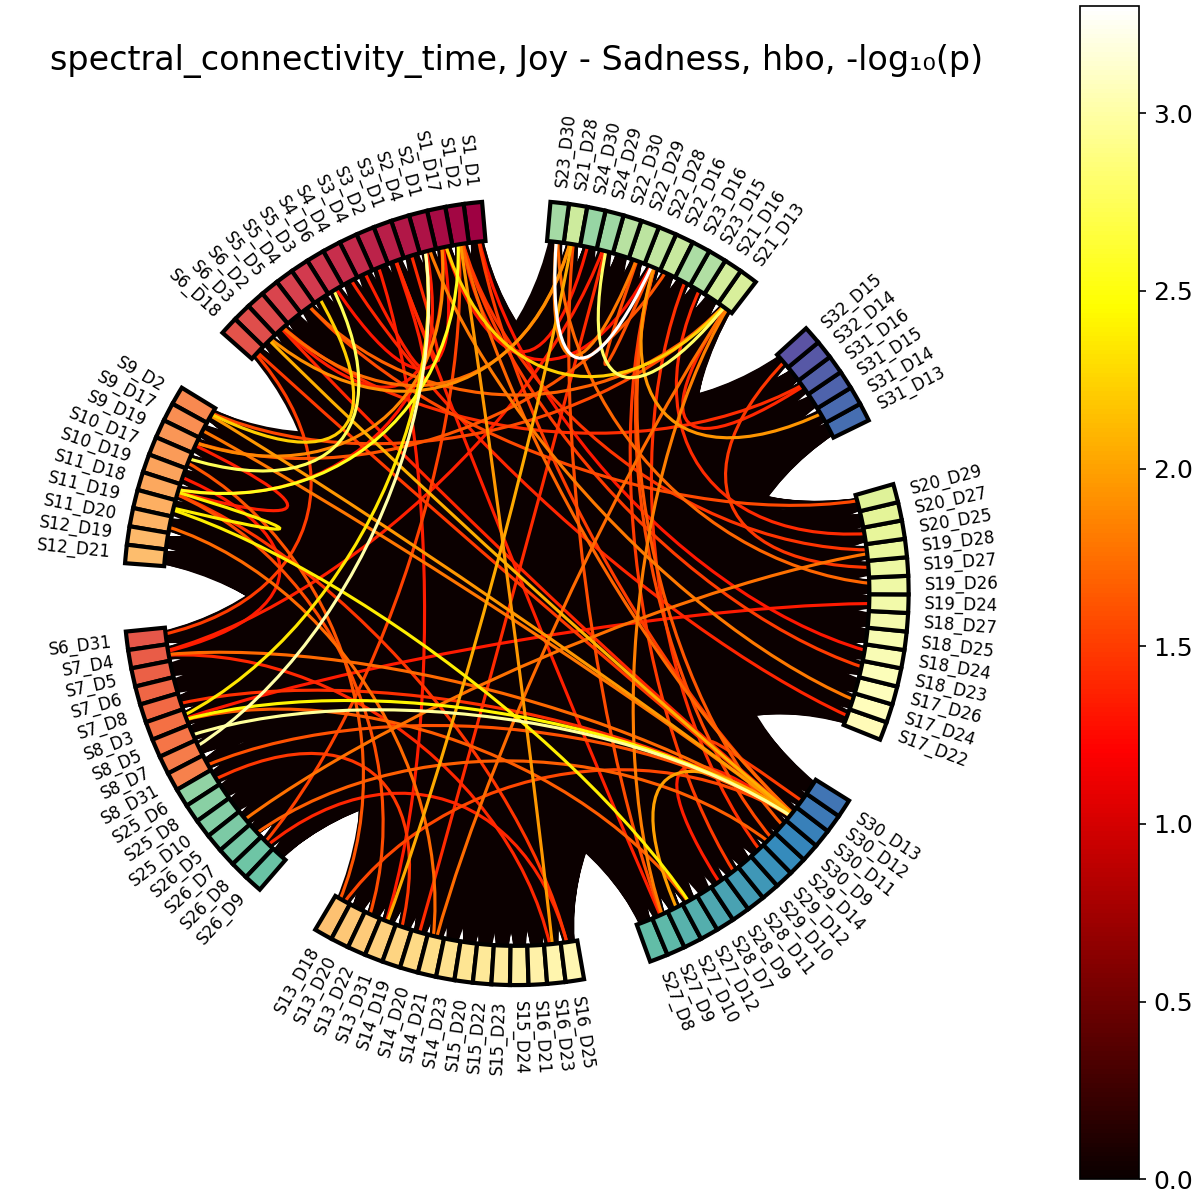 spectral_connectivity_time, Joy - Sadness, hbo, -log₁₀(p)
S1_D1
S1_D2
S1_D17
S2_D1
S2_D4
S3_D1
S3_D2
S3_D4
S4_D4
S4_D6
S5_D3
S5_D4
S5_D5
S6_D2
S6_D3
S6_D18
S9_D2
S9_D17
S9_D19
S10_D17
S10_D19
S11_D18
S11_D19
S11_D20
S12_D19
S12_D21
S6_D31
S7_D4
S7_D5
S7_D6
S7_D8
S8_D3
S8_D5
S8_D7
S8_D31
S25_D6
S25_D8
S25_D10
S26_D5
S26_D7
S26_D8
S26_D9
S13_D18
S13_D20
S13_D22
S13_D31
S14_D19
S14_D20
S14_D21
S14_D23
S15_D20
S15_D22
S15_D23
S15_D24
S16_D21
S16_D23
S16_D25
S27_D8
S27_D9
S27_D10
S27_D12
S28_D7
S28_D9
S28_D11
S29_D10
S29_D12
S29_D14
S30_D9
S30_D11
S30_D12
S30_D13
S17_D22
S17_D24
S17_D26
S18_D23
S18_D24
S18_D25
S18_D27
S19_D24
S19_D26
S19_D27
S19_D28
S20_D25
S20_D27
S20_D29
S31_D13
S31_D14
S31_D15
S31_D16
S32_D14
S32_D15
S21_D13
S21_D16
S23_D15
S23_D16
S22_D16
S22_D28
S22_D29
S22_D30
S24_D29
S24_D30
S21_D28
S23_D30
3.0
2.5
2.0
1.5
1.0
0.5
0.0